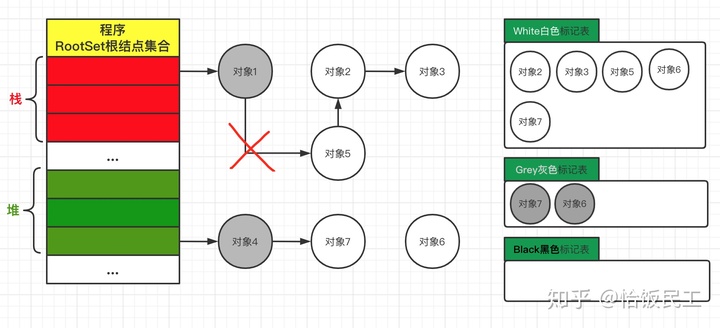 程序
RootSet根结点集合
栈
...
堆
...
对象1
对象2
对象3
对象5
对象4
对象7
对象6
White白色标记表
对象2
对象3
对象5
对象6
对象7
Grey灰色标记表
对象7
对象6
Black黑色标记表
知乎 @恰饭民工